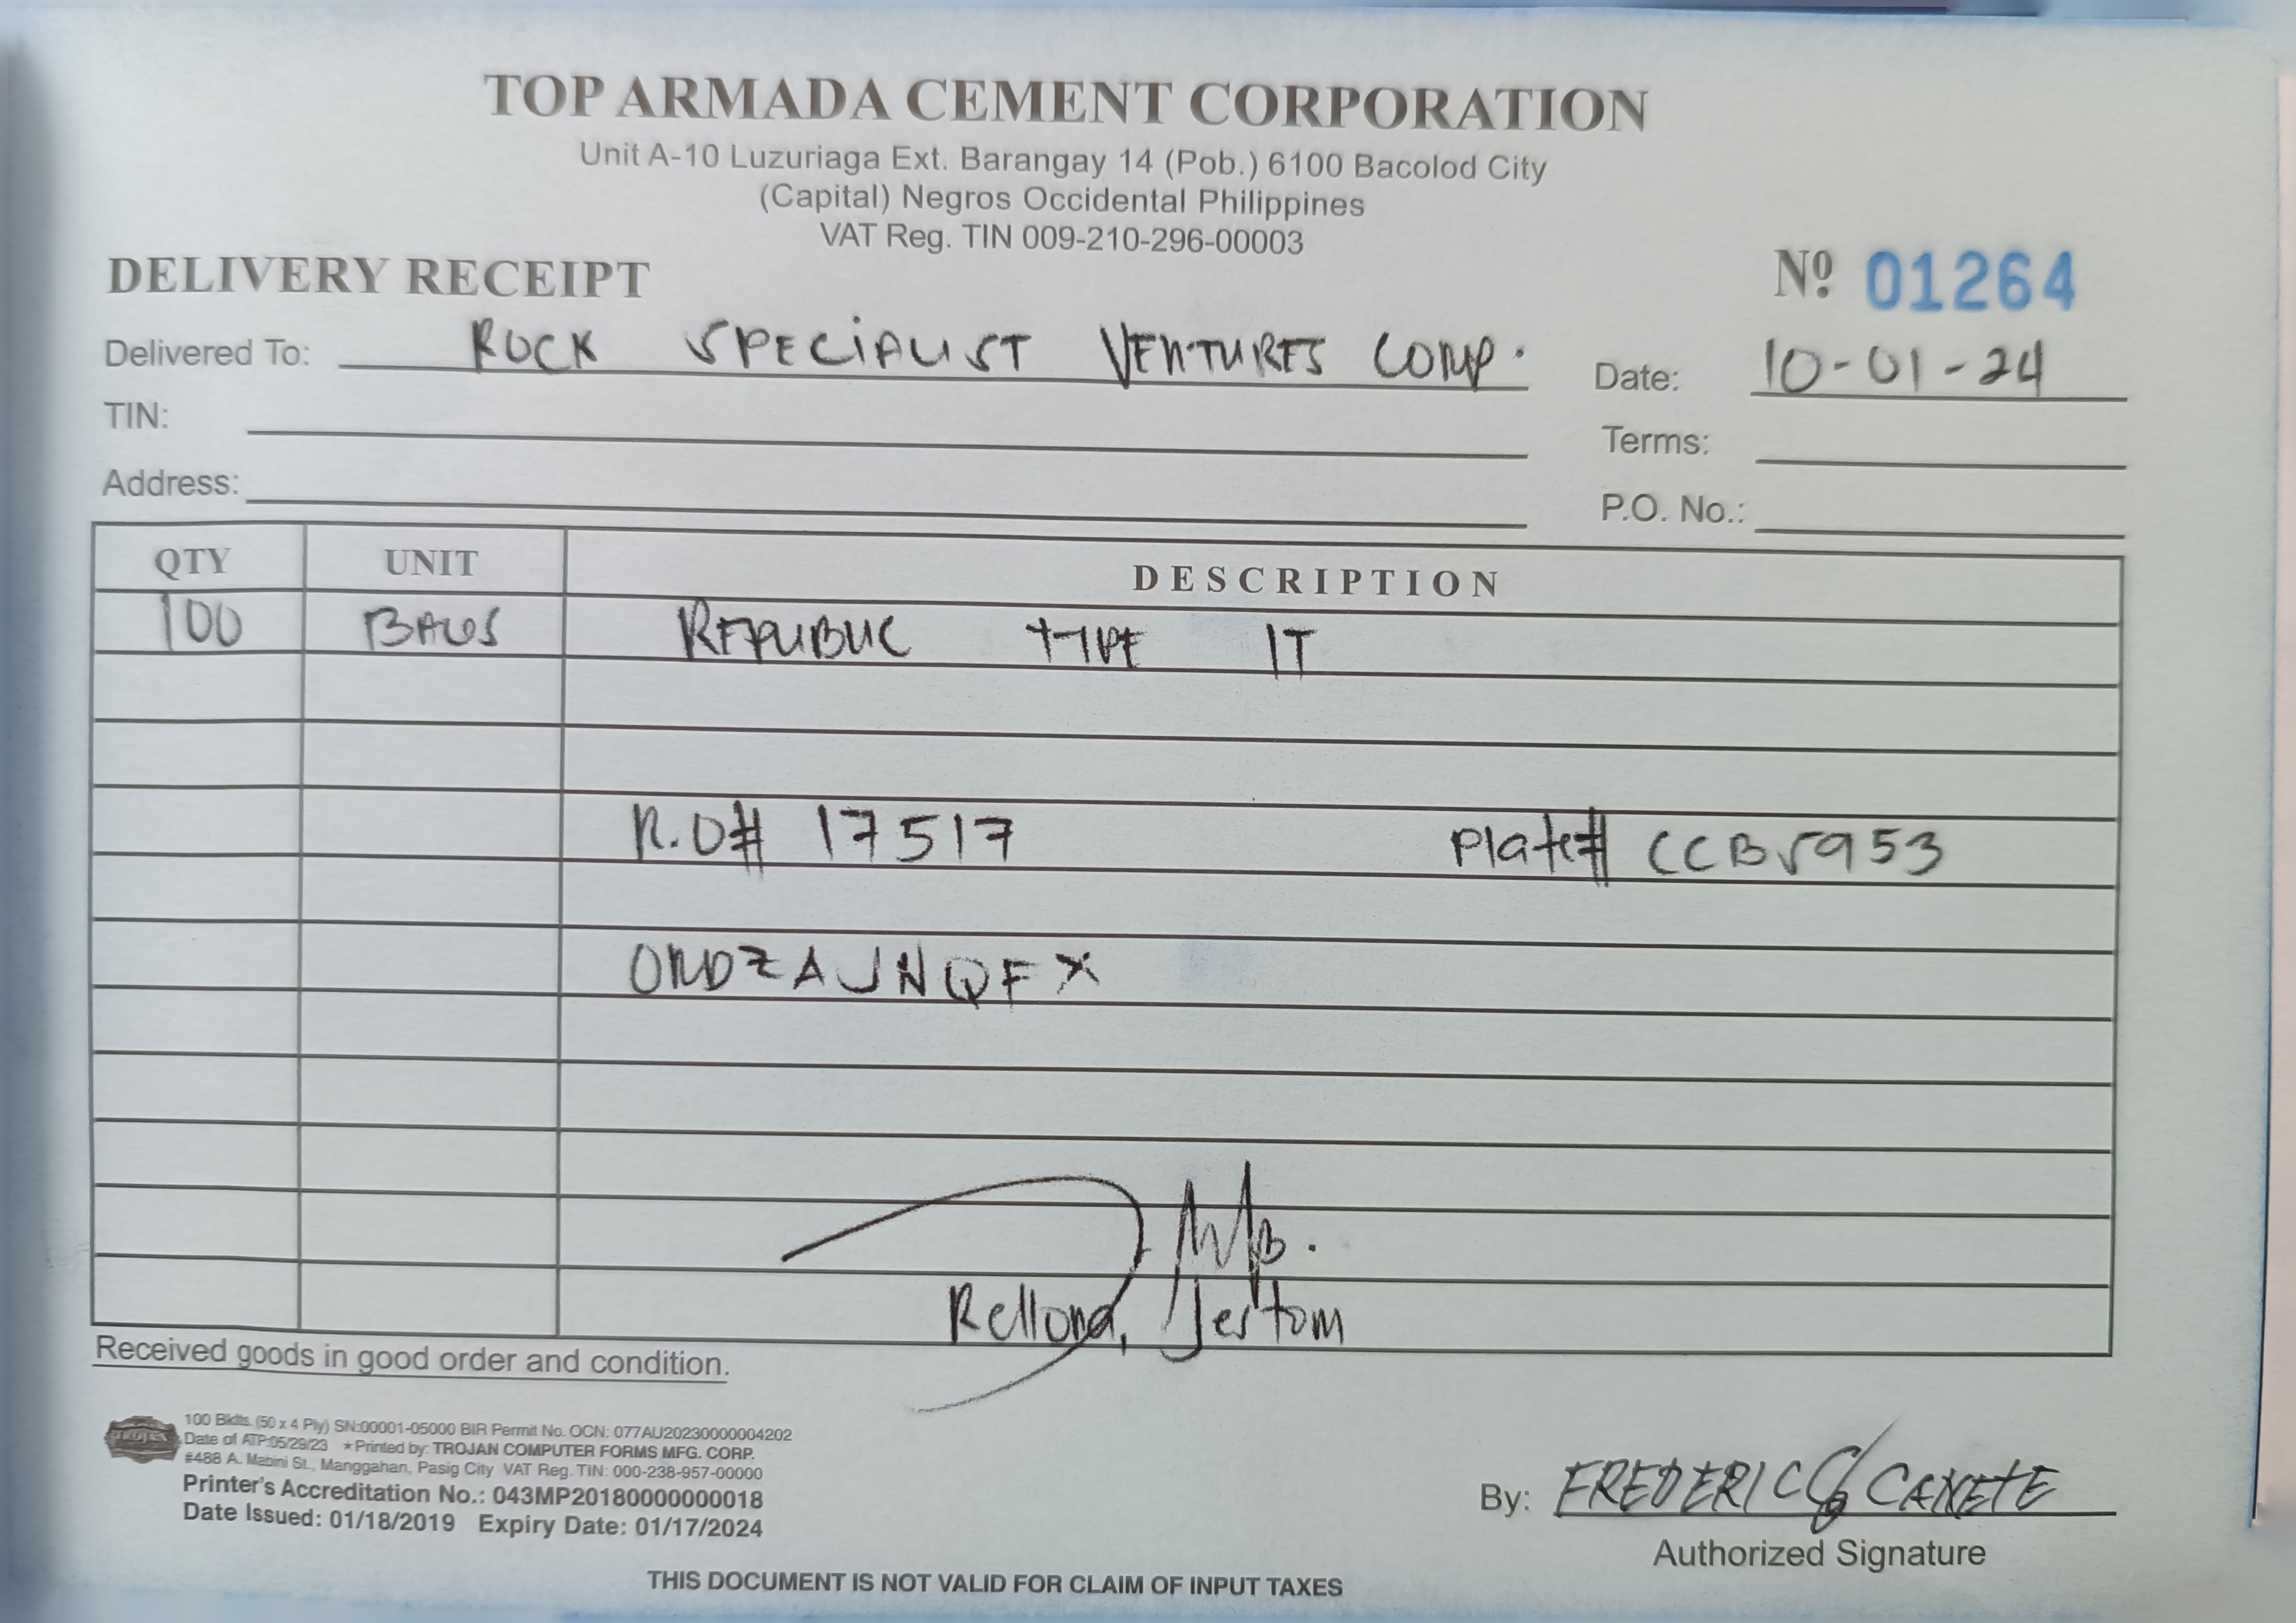 TOP ARMADA CEMENT CORPORATION
Unit A-10 Luzuriaga Ext. Barangay 14 (Pob.) 6100 Bacolod City
(Capital) Negros Occidental Philippines
VAT Reg. TIN 009-210-296-00003
DELIVERY RECEIPT Nº 01264
Delivered To: ROCK SPECIALIST VENTURES CORP. Date: 10-01-24
TIN: Terms:
Address: P.O. No.:
QTY UNIT DESCRIPTION
100 BAGS REPUBLIC TYPE IT
R.O# 17517 Plate# CCB5953
ORDZAJNQFX
Rellona, Jertom
Received goods in good order and condition.
100 Bklts. (50 x 4 Ply) SN:00001-05000 BIR Permit No. OCN: 077AU20230000004202
Date of ATP:05/29/23 ★Printed by: TROJAN COMPUTER FORMS MFG. CORP.
#488 A. Mabini St., Manggahan, Pasig City VAT Reg. TIN: 000-238-957-00000
Printer's Accreditation No.: 043MP20180000000018
Date Issued: 01/18/2019 Expiry Date: 01/17/2024
By: FREDERIC CAÑETE
Authorized Signature
THIS DOCUMENT IS NOT VALID FOR CLAIM OF INPUT TAXES